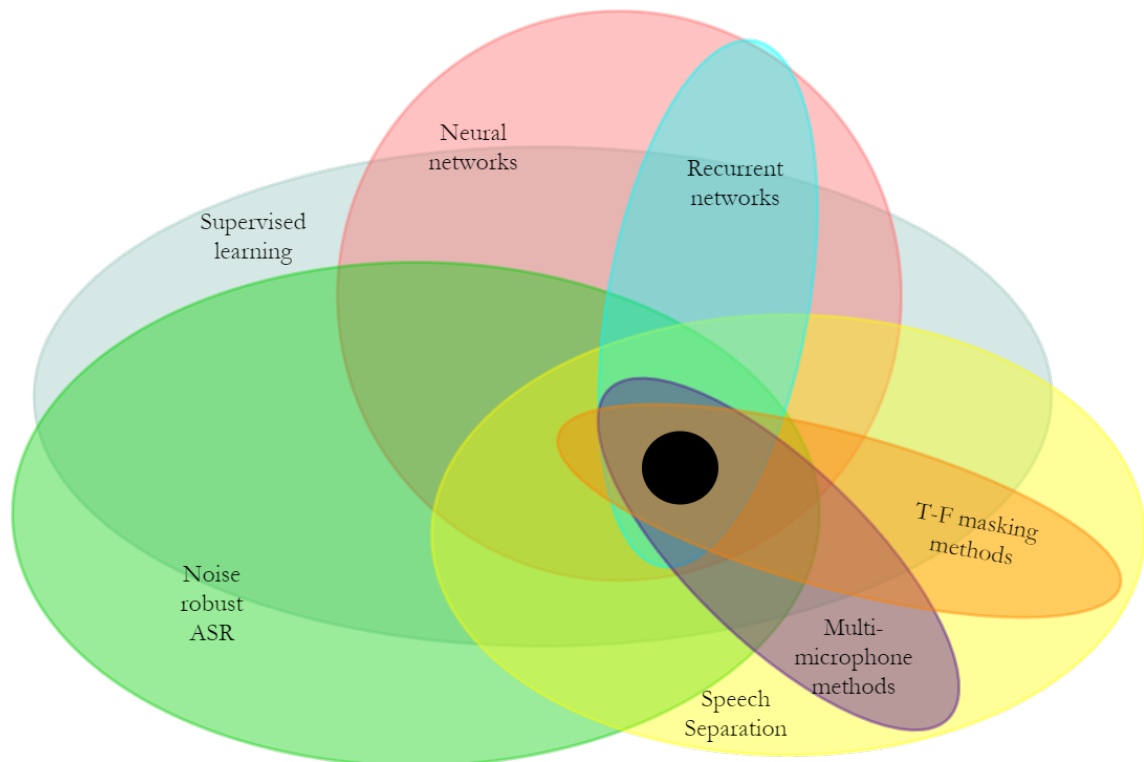 Neural
networks
Recurrent
networks
Supervised
learning
T-F masking
methods
Noise
robust
ASR
Multi-
microphone
methods
Speech
Separation